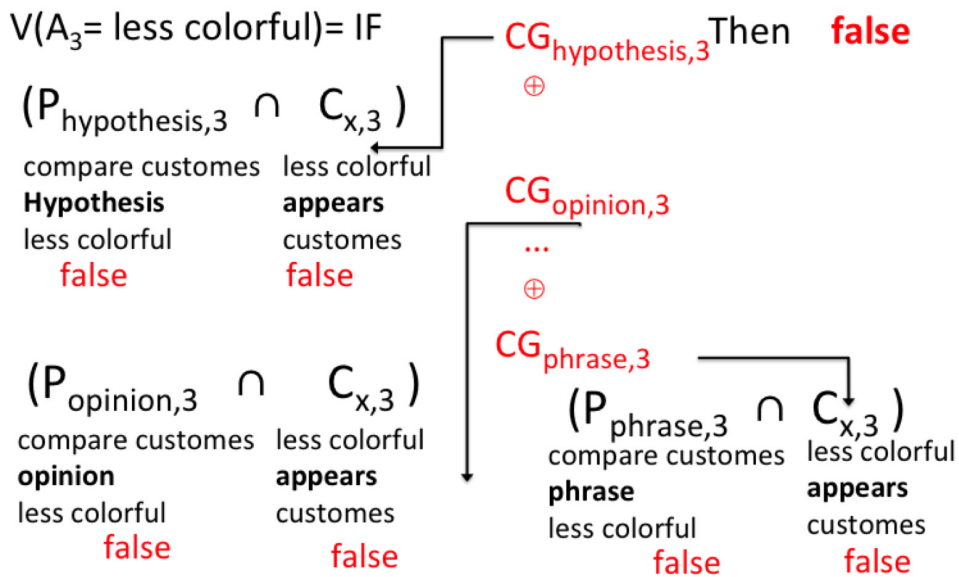 V(A3= less colorful)= IF CGhypothesis,3 Then false
⊕
(Phypothesis,3 ∩ Cx,3 )
compare customes less colorful
Hypothesis appears
less colorful customes
false false
CGopinion,3
...
⊕
CGphrase,3
(Popinion,3 ∩ Cx,3 )
compare customes less colorful
opinion appears
less colorful customes
false false
(Pphrase,3 ∩ Cx,3 )
compare customes less colorful
phrase appears
less colorful customes
false false